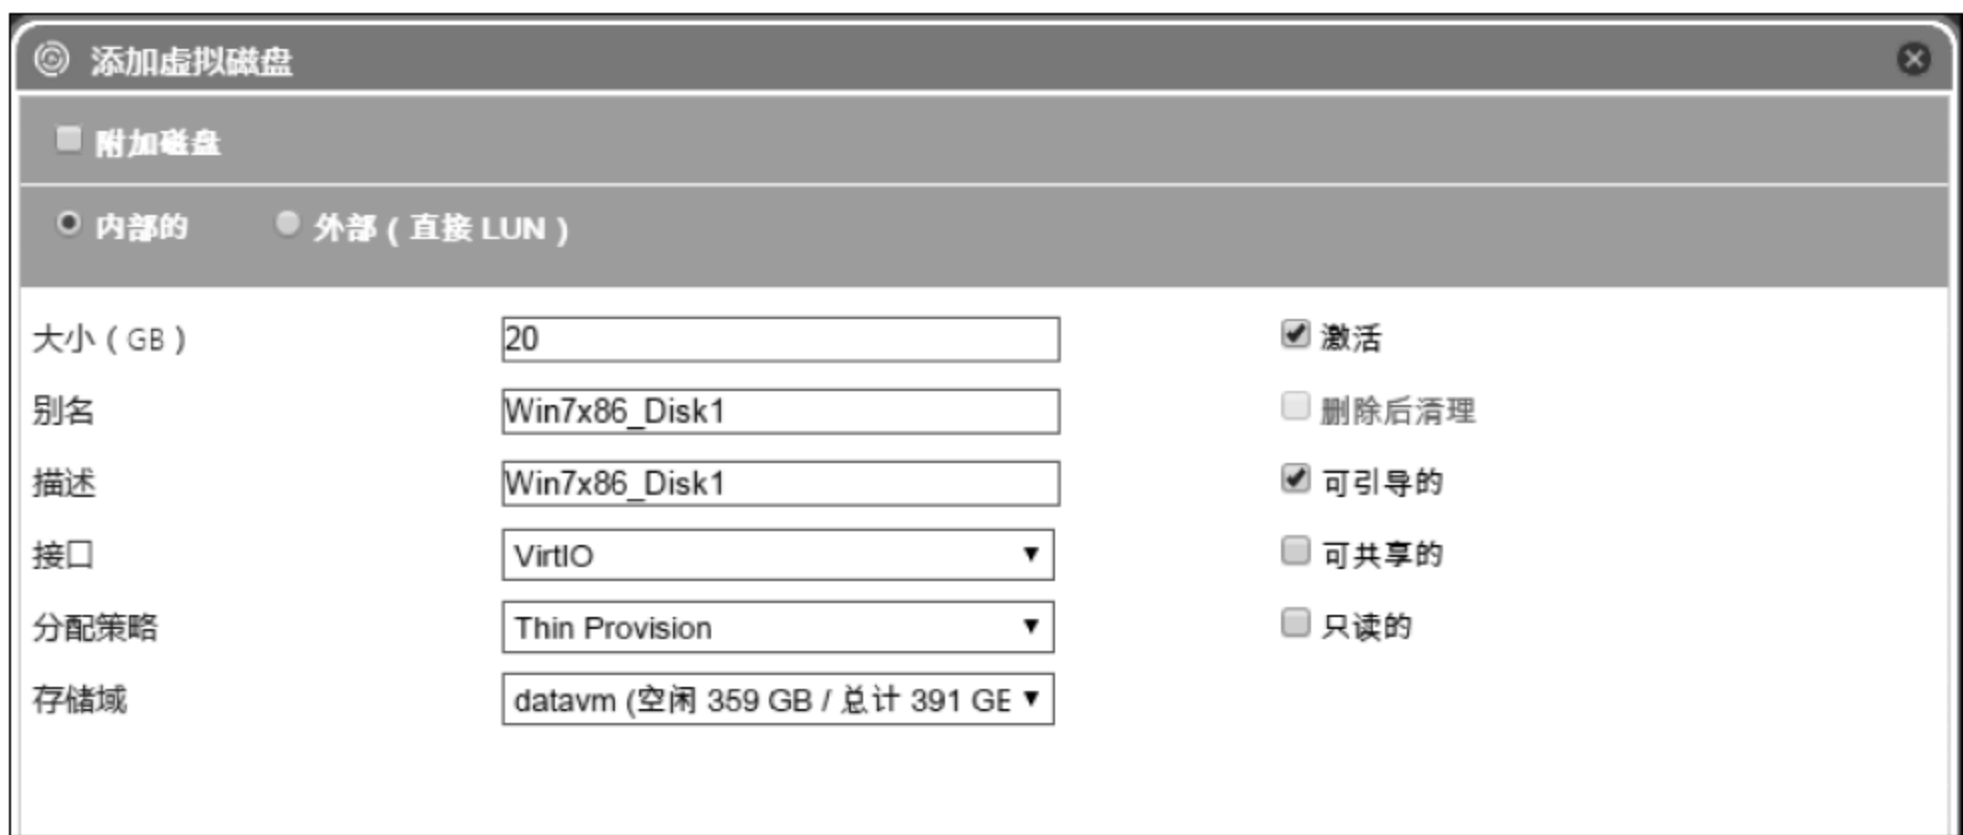 添加虚拟磁盘
附加磁盘
内部的 外部(直接 LUN)
大小(GB) 20 激活
别名 Win7x86_Disk1 删除后清理
描述 Win7x86_Disk1 可引导的
接口 VirtIO 可共享的
分配策略 Thin Provision 只读的
存储域 datavm (空闲 359 GB / 总计 391 GE